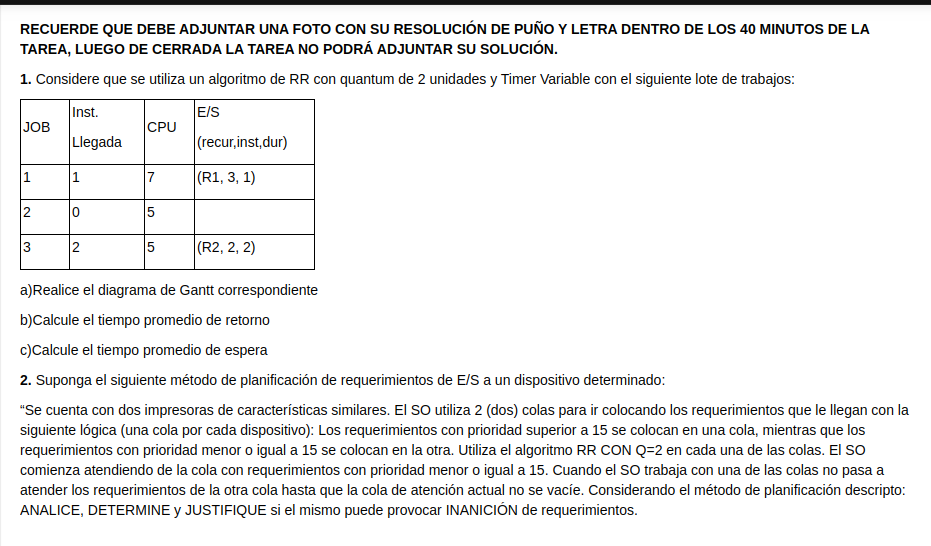 RECUERDE QUE DEBE ADJUNTAR UNA FOTO CON SU RESOLUCIÓN DE PUÑO Y LETRA DENTRO DE LOS 40 MINUTOS DE LA
TAREA, LUEGO DE CERRADA LA TAREA NO PODRÁ ADJUNTAR SU SOLUCIÓN.
1. Considere que se utiliza un algoritmo de RR con quantum de 2 unidades y Timer Variable con el siguiente lote de trabajos:
JOB Inst. Llegada CPU E/S (recur,inst,dur)
1 1 7 (R1, 3, 1)
2 0 5
3 2 5 (R2, 2, 2)
a)Realice el diagrama de Gantt correspondiente
b)Calcule el tiempo promedio de retorno
c)Calcule el tiempo promedio de espera
2. Suponga el siguiente método de planificación de requerimientos de E/S a un dispositivo determinado:
“Se cuenta con dos impresoras de características similares. El SO utiliza 2 (dos) colas para ir colocando los requerimientos que le llegan con la
siguiente lógica (una cola por cada dispositivo): Los requerimientos con prioridad superior a 15 se colocan en una cola, mientras que los
requerimientos con prioridad menor o igual a 15 se colocan en la otra. Utiliza el algoritmo RR CON Q=2 en cada una de las colas. El SO
comienza atendiendo de la cola con requerimientos con prioridad menor o igual a 15. Cuando el SO trabaja con una de las colas no pasa a
atender los requerimientos de la otra cola hasta que la cola de atención actual no se vacíe. Considerando el método de planificación descripto:
ANALICE, DETERMINE y JUSTIFIQUE si el mismo puede provocar INANICIÓN de requerimientos.